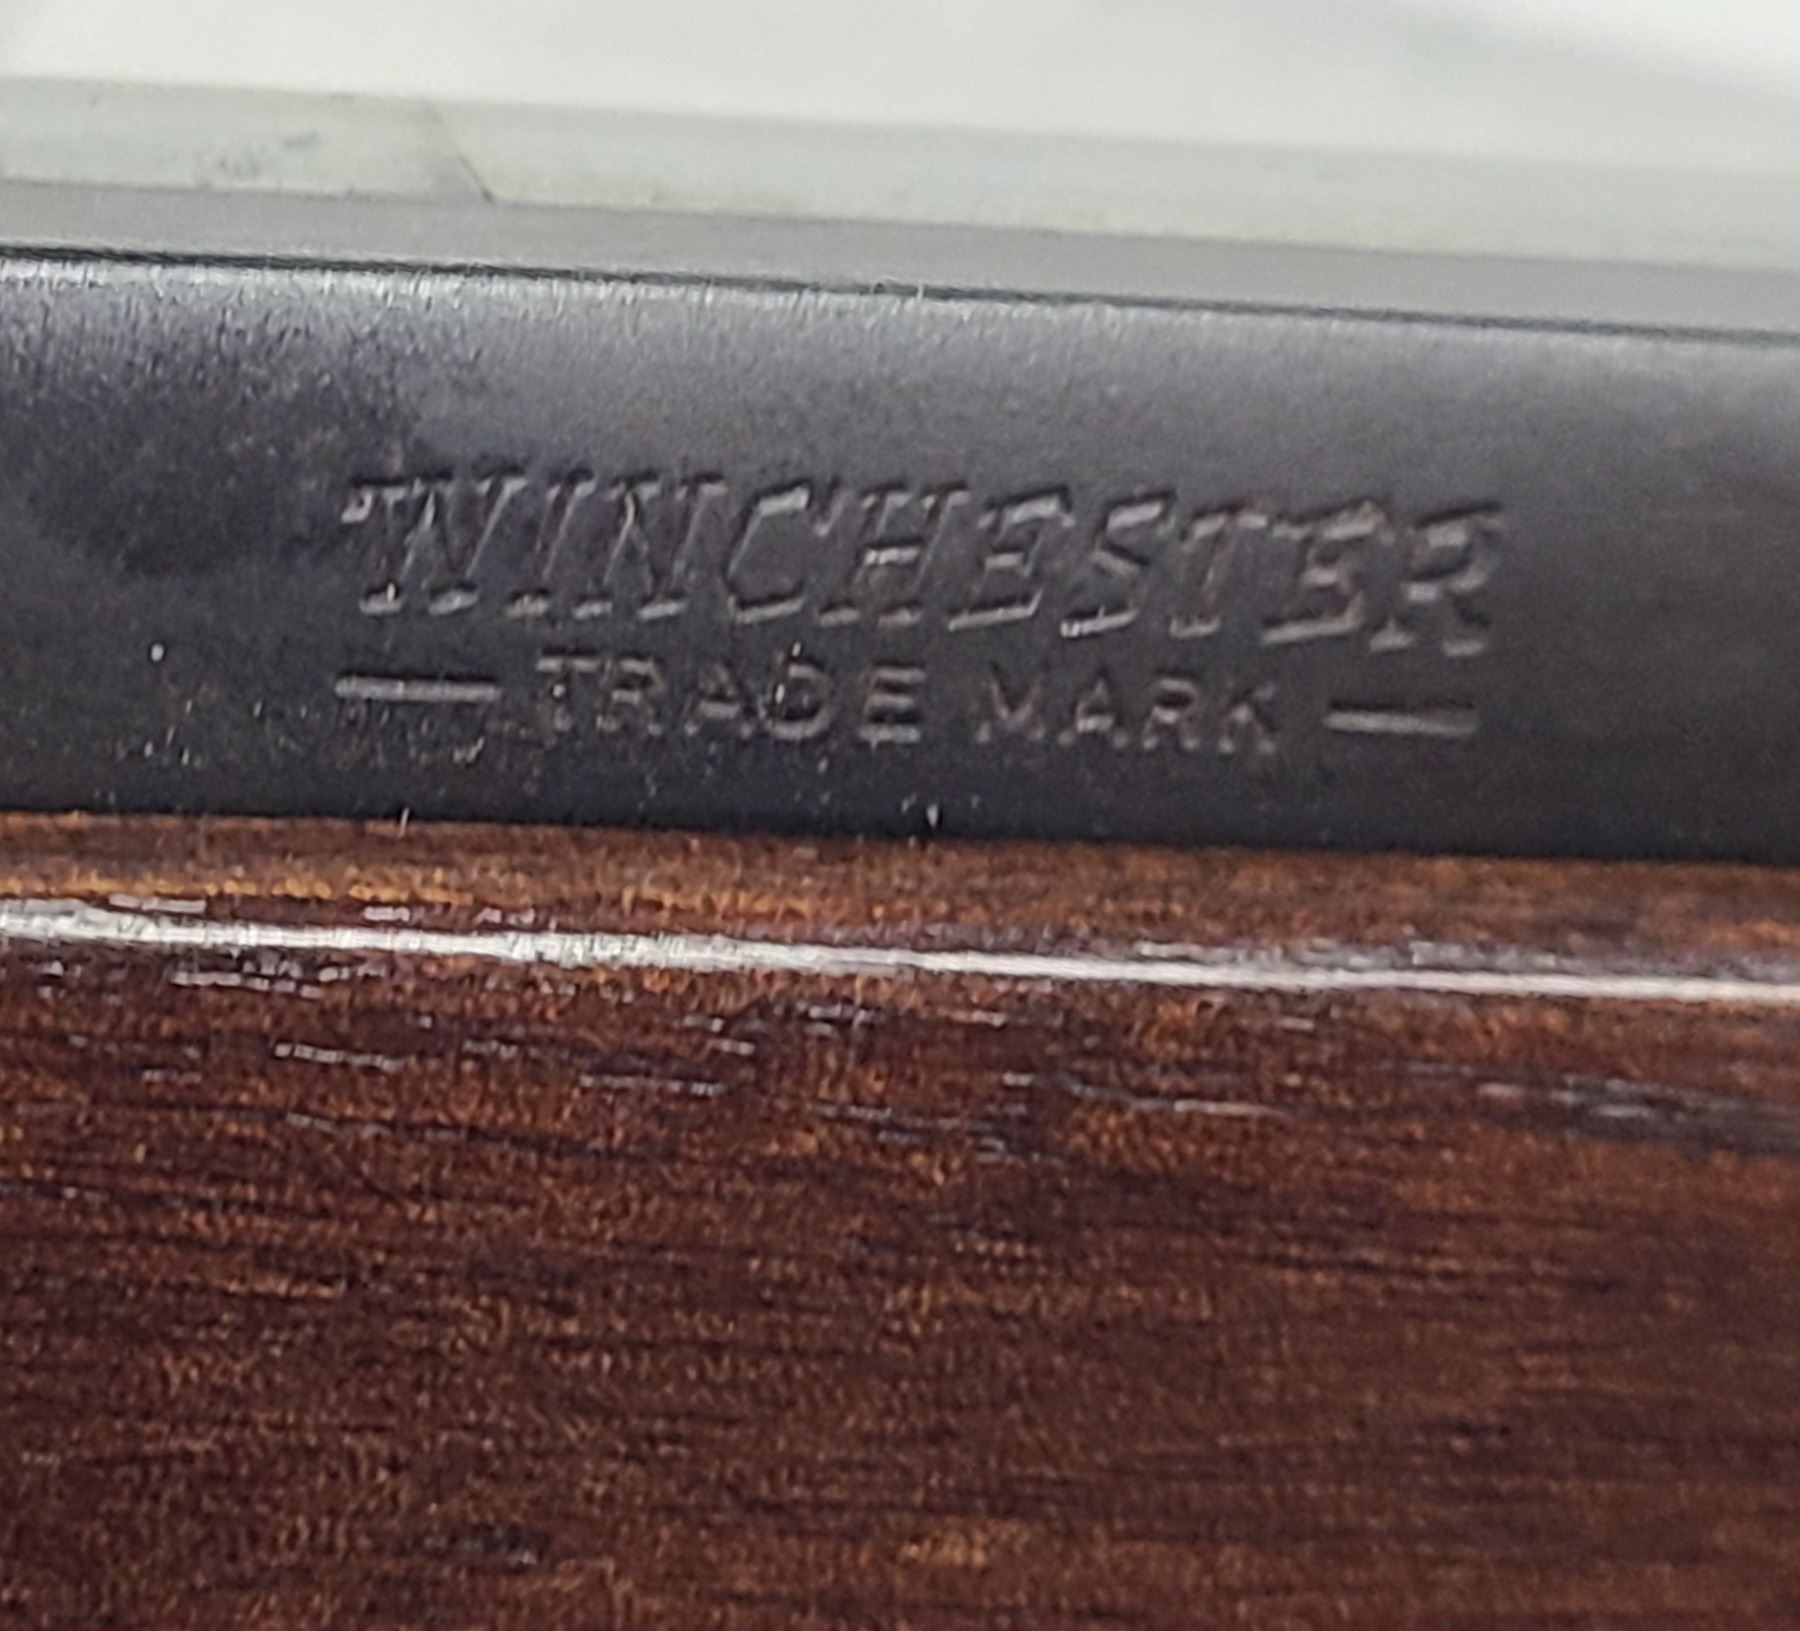 WINCHESTER
— TRADE MARK —